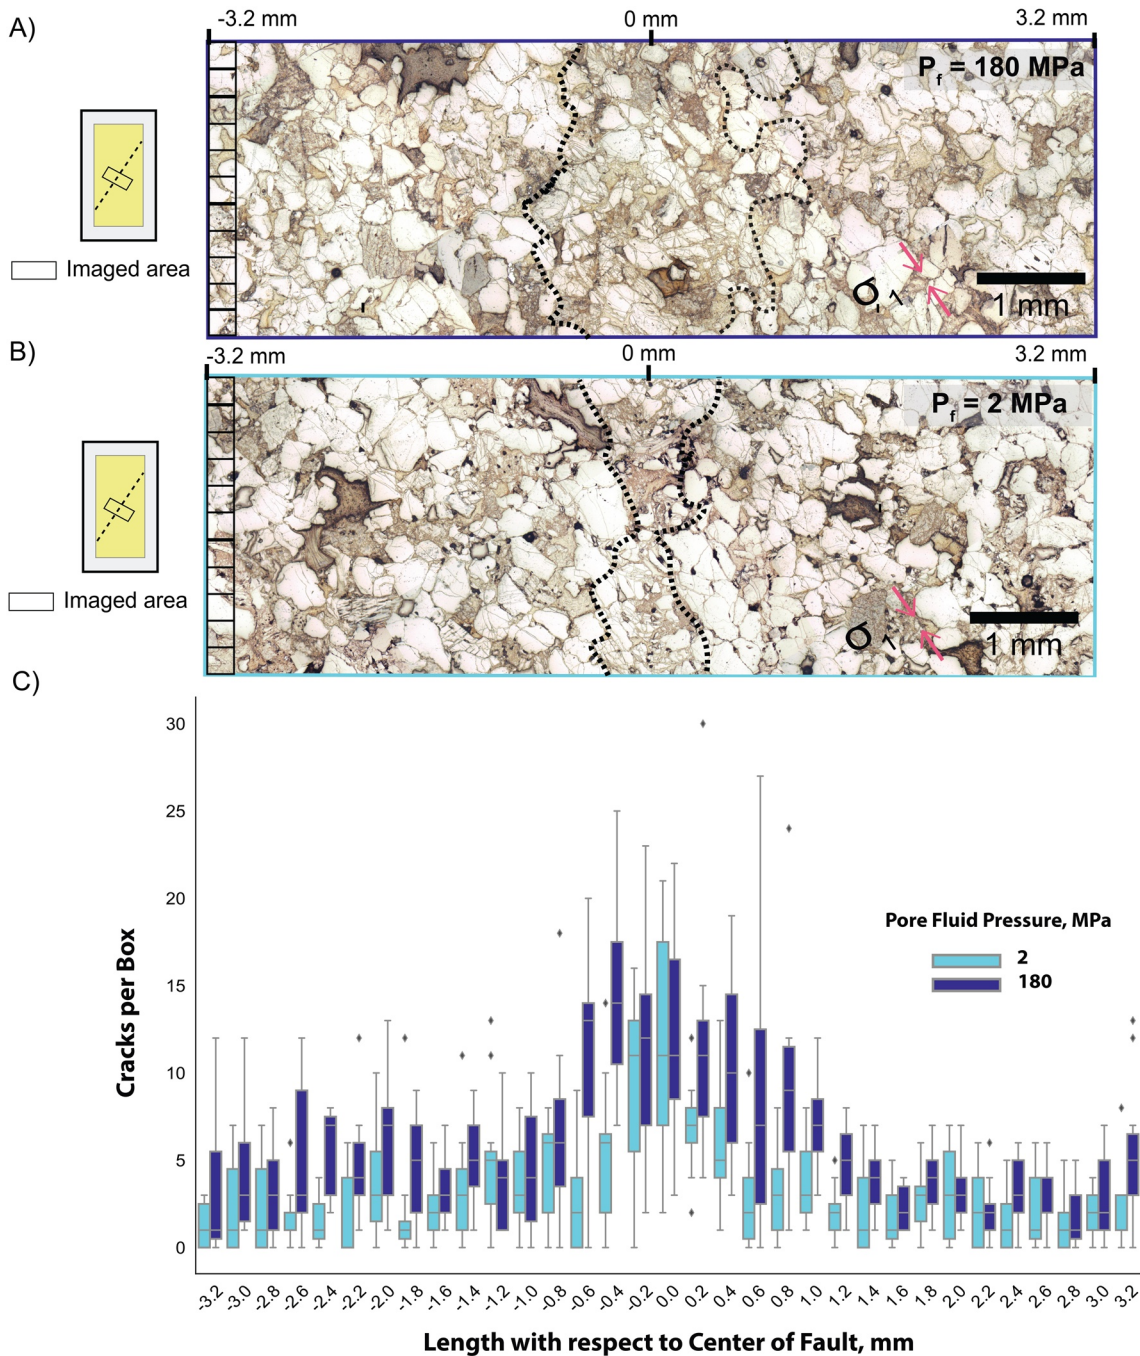 A)
-3.2 mm
0 mm
3.2 mm
Pf = 180 MPa
Imaged area
σ1
1 mm
B)
-3.2 mm
0 mm
3.2 mm
Pf = 2 MPa
Imaged area
σ1
1 mm
C)
30
25
20
15
10
5
0
Cracks per Box
Pore Fluid Pressure, MPa
2
180
-3.2 -3.0 -2.8 -2.6 -2.4 -2.2 -2.0 -1.8 -1.6 -1.4 -1.2 -1.0 -0.8 -0.6 -0.4 -0.2 0.0 0.2 0.4 0.6 0.8 1.0 1.2 1.4 1.6 1.8 2.0 2.2 2.4 2.6 2.8 3.0 3.2
Length with respect to Center of Fault, mm